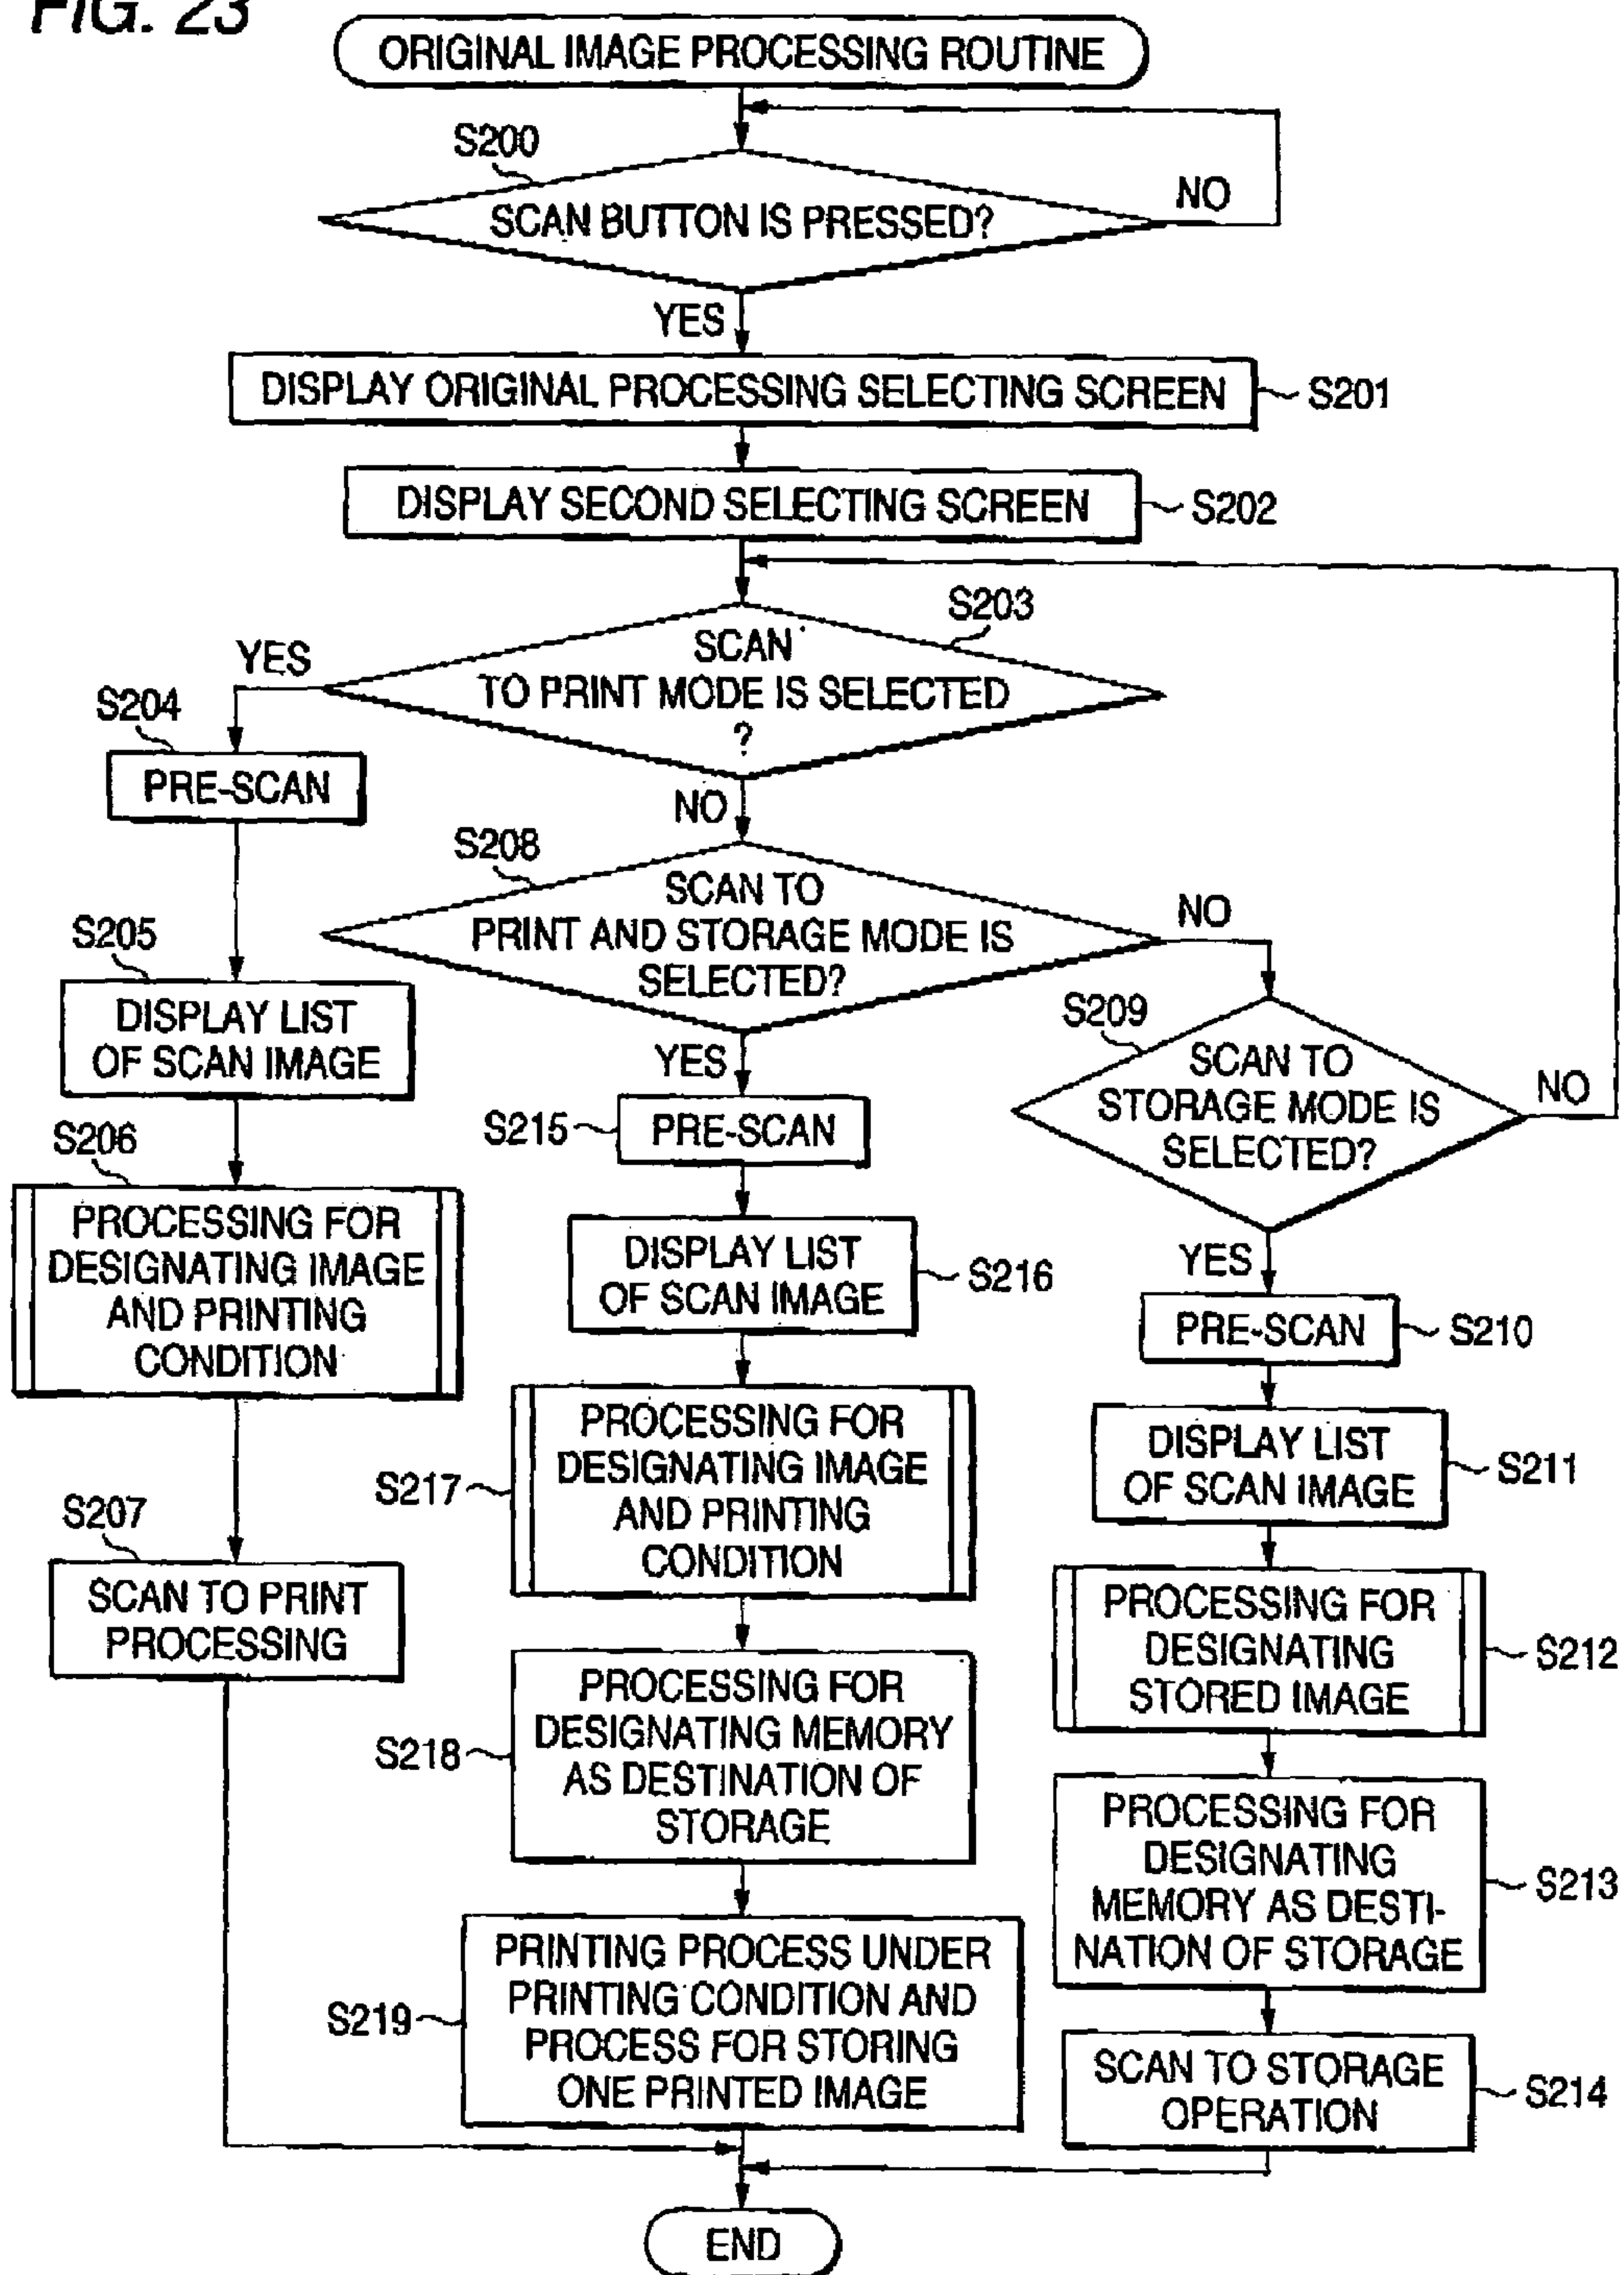 FIG. 23
ORIGINAL IMAGE PROCESSING ROUTINE
S200
SCAN BUTTON IS PRESSED?
NO
YES
DISPLAY ORIGINAL PROCESSING SELECTING SCREEN
S201
DISPLAY SECOND SELECTING SCREEN
S202
S203
SCAN
TO PRINT MODE IS SELECTED
?
YES
NO
S204
PRE-SCAN
S205
DISPLAY LIST
OF SCAN IMAGE
S206
PROCESSING FOR
DESIGNATING IMAGE
AND PRINTING
CONDITION
S207
SCAN TO PRINT
PROCESSING
S208
SCAN TO
PRINT AND STORAGE MODE IS
SELECTED?
NO
YES
S215
PRE-SCAN
DISPLAY LIST
OF SCAN IMAGE
S216
S217
PROCESSING FOR
DESIGNATING IMAGE
AND PRINTING
CONDITION
S218
PROCESSING FOR
DESIGNATING MEMORY
AS DESTINATION OF
STORAGE
S219
PRINTING PROCESS UNDER
PRINTING CONDITION AND
PROCESS FOR STORING
ONE PRINTED IMAGE
S209
SCAN TO
STORAGE MODE IS
SELECTED?
NO
YES
PRE-SCAN
S210
DISPLAY LIST
OF SCAN IMAGE
S211
PROCESSING FOR
DESIGNATING
STORED IMAGE
S212
PROCESSING FOR
DESIGNATING
MEMORY AS DESTI-
NATION OF STORAGE
S213
SCAN TO STORAGE
OPERATION
S214
END